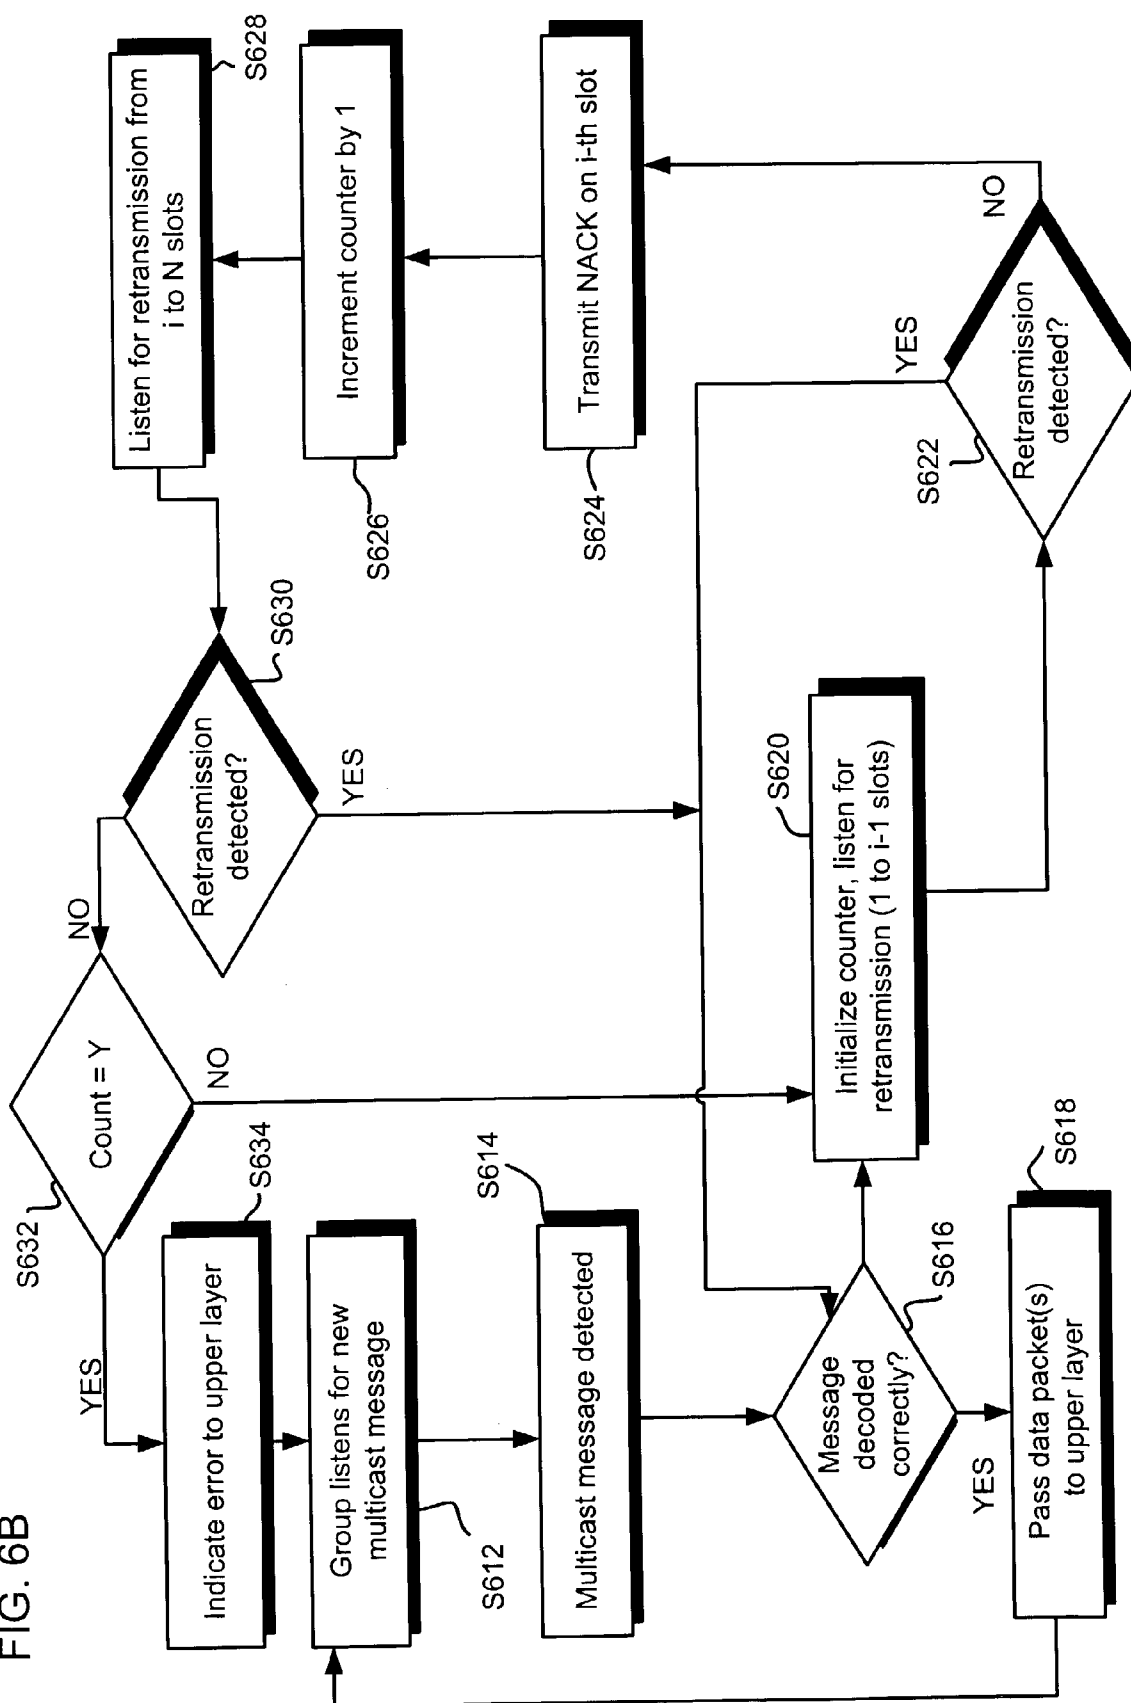 FIG. 6B
Group listens for new
multicast message
S612
Multicast message detected
S614
Message
decoded
correctly?
S616
YES
Pass data packet(s)
to upper layer
S618
Initialize counter, listen for
retransmission (1 to i-1 slots)
S620
Retransmission
detected?
S622
YES
NO
Transmit NACK on i-th slot
S624
Increment counter by 1
S626
Listen for retransmission from
i to N slots
S628
Retransmission
detected?
S630
YES
NO
Count = Y
S632
NO
YES
Indicate error to upper layer
S634